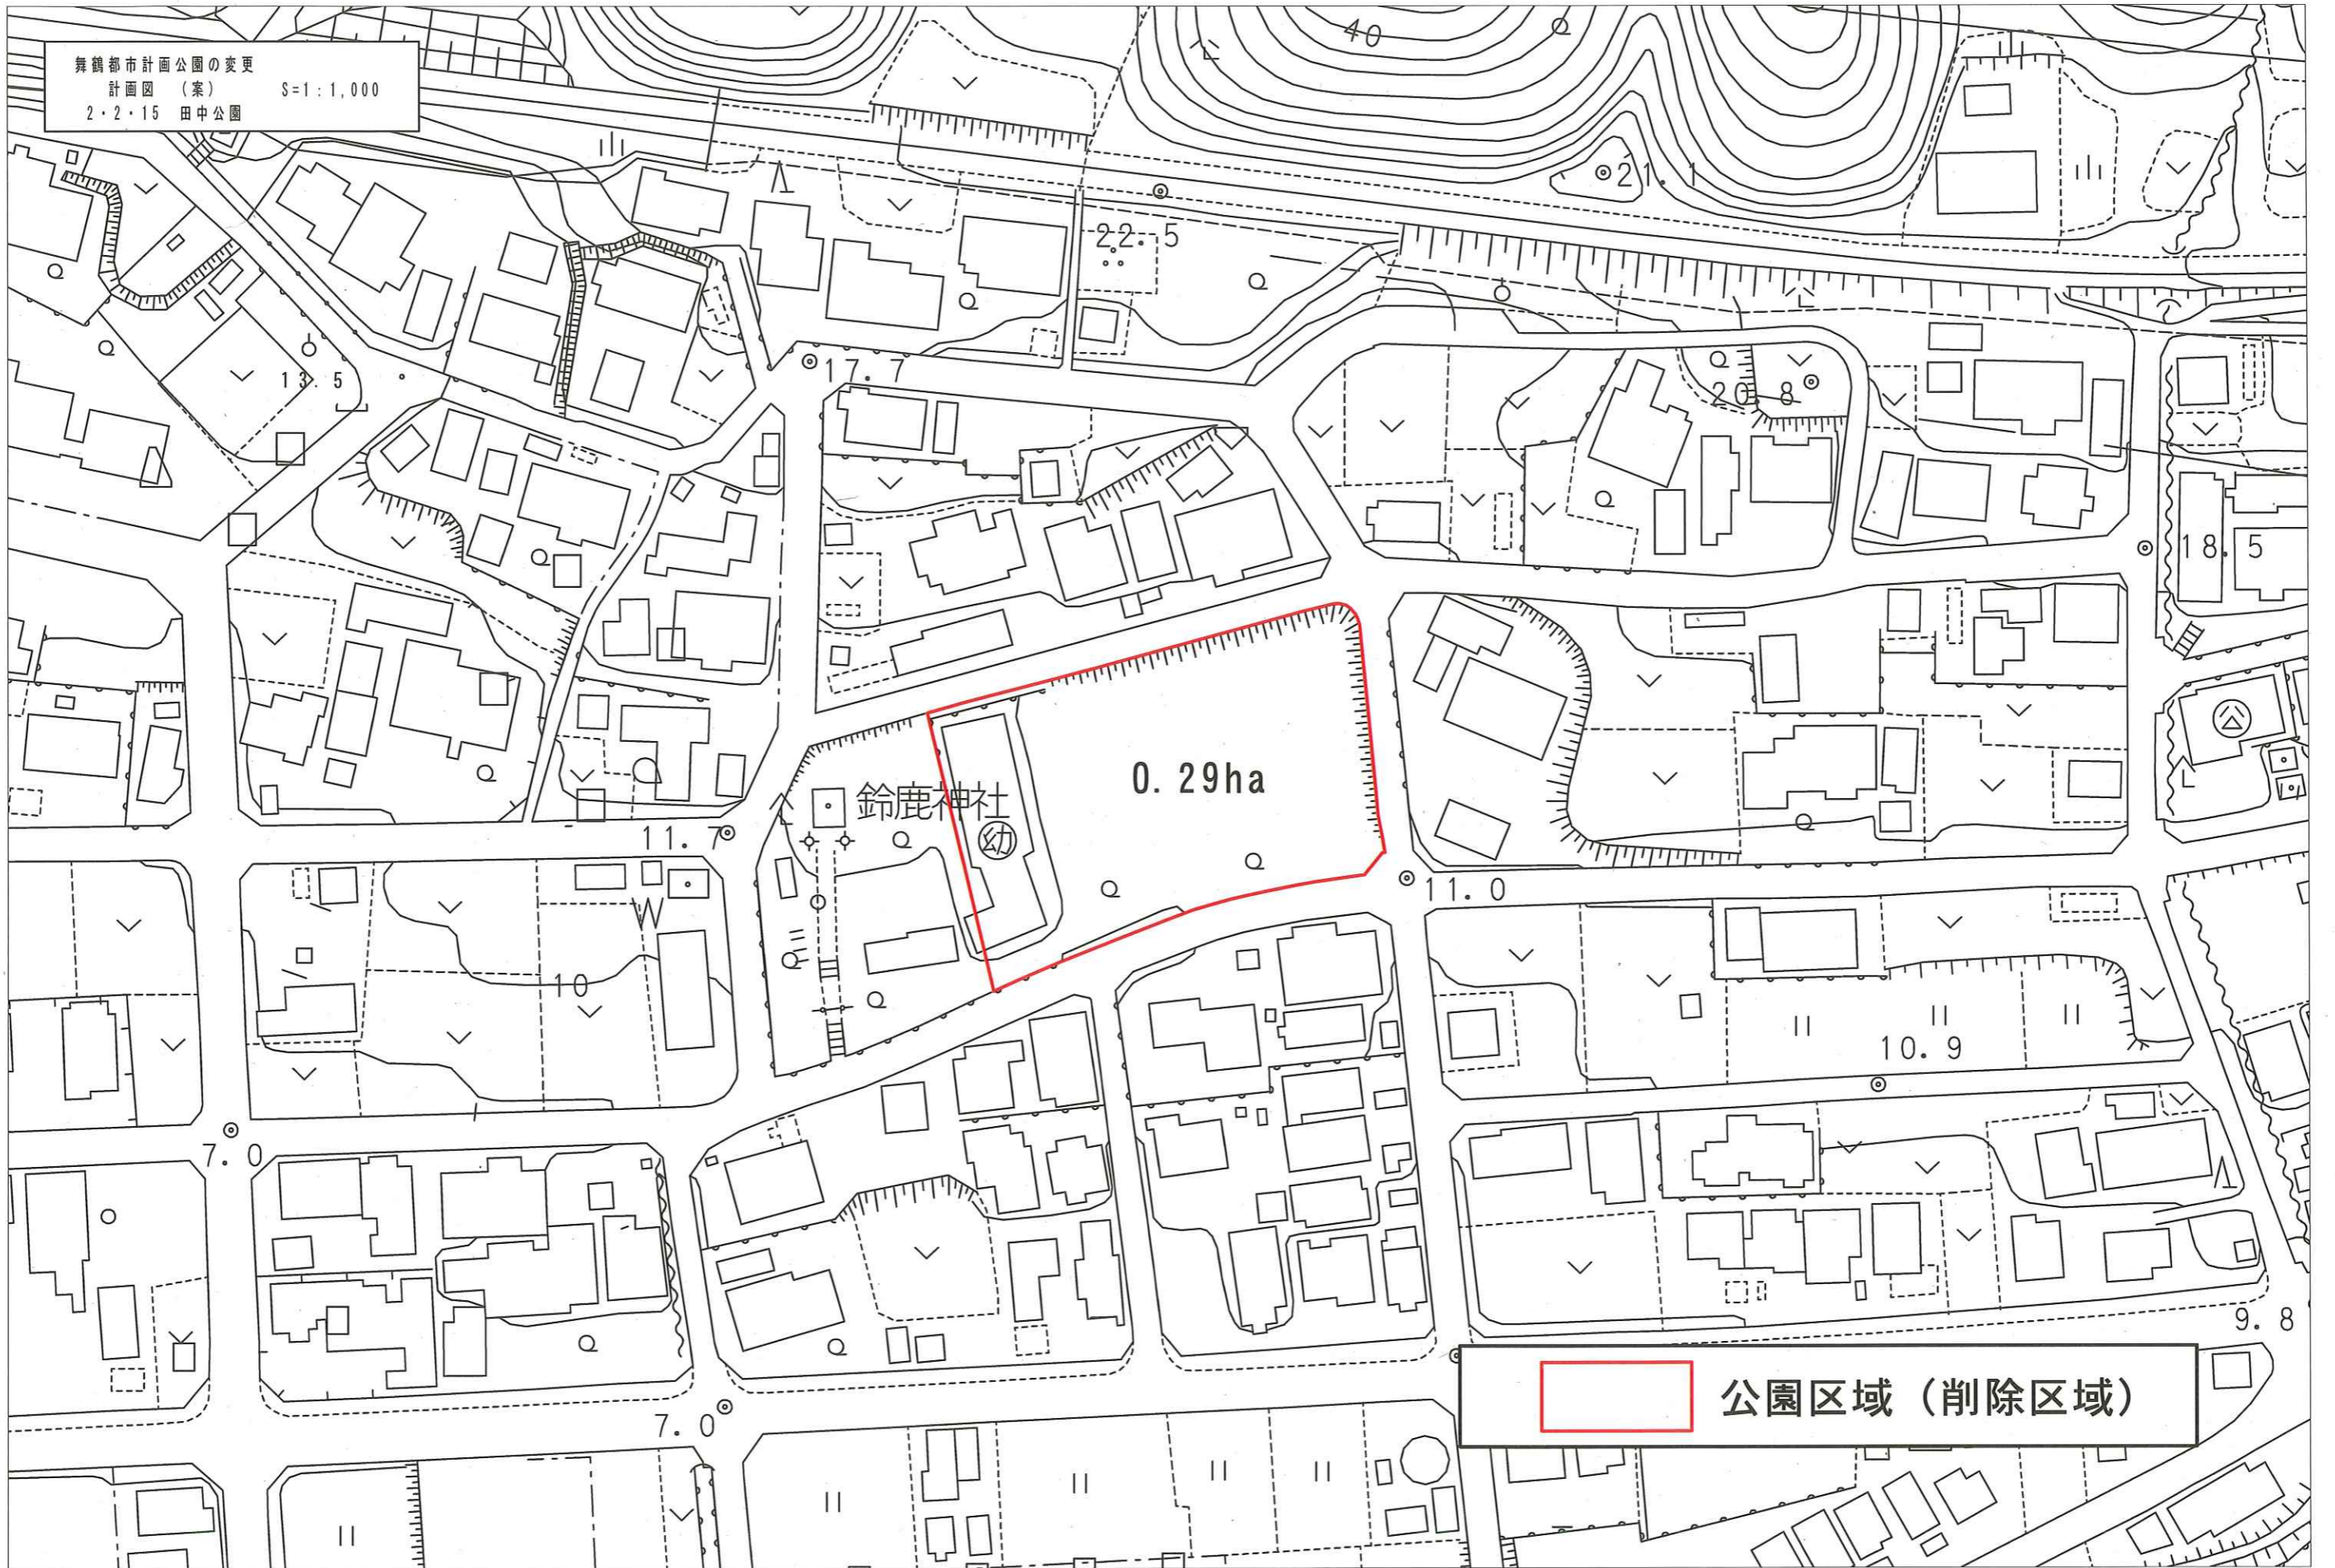 舞鶴都市計画公園の変更
計画図 （案） S=1：1,000
2・2・15 田中公園
40
21.1
22.5
13.5
17.7
20.8
18.5
0.29ha
鈴鹿神社
幼
11.7
11.0
10
10.9
7.0
9.8
7.0
公
公園区域（削除区域）